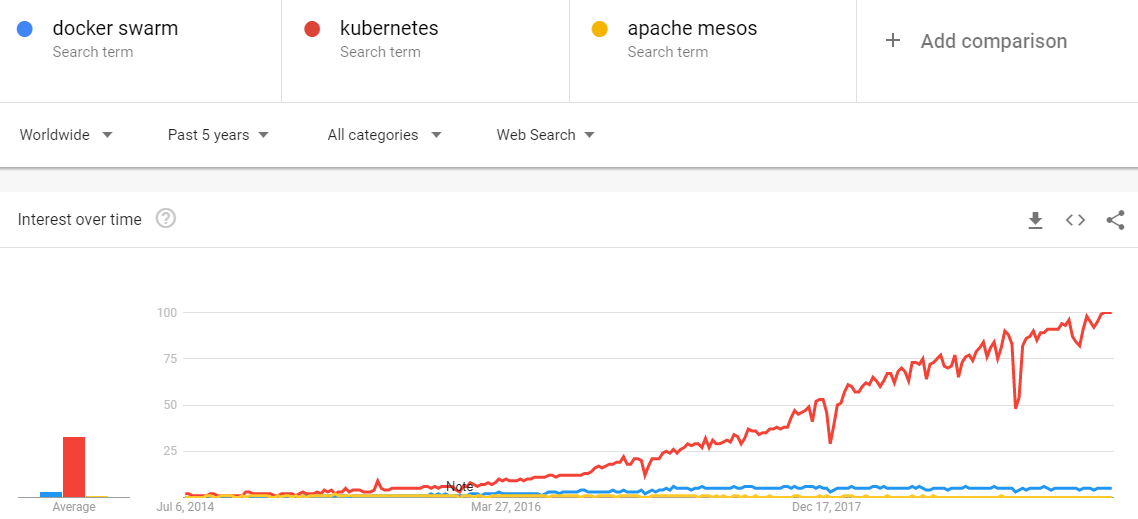 docker swarm
Search term
kubernetes
Search term
apache mesos
Search term
+ Add comparison
Worldwide
Past 5 years
All categories
Web Search
Interest over time
?
100
75
50
25
Note
Average
Jul 6, 2014
Mar 27, 2016
Dec 17, 2017